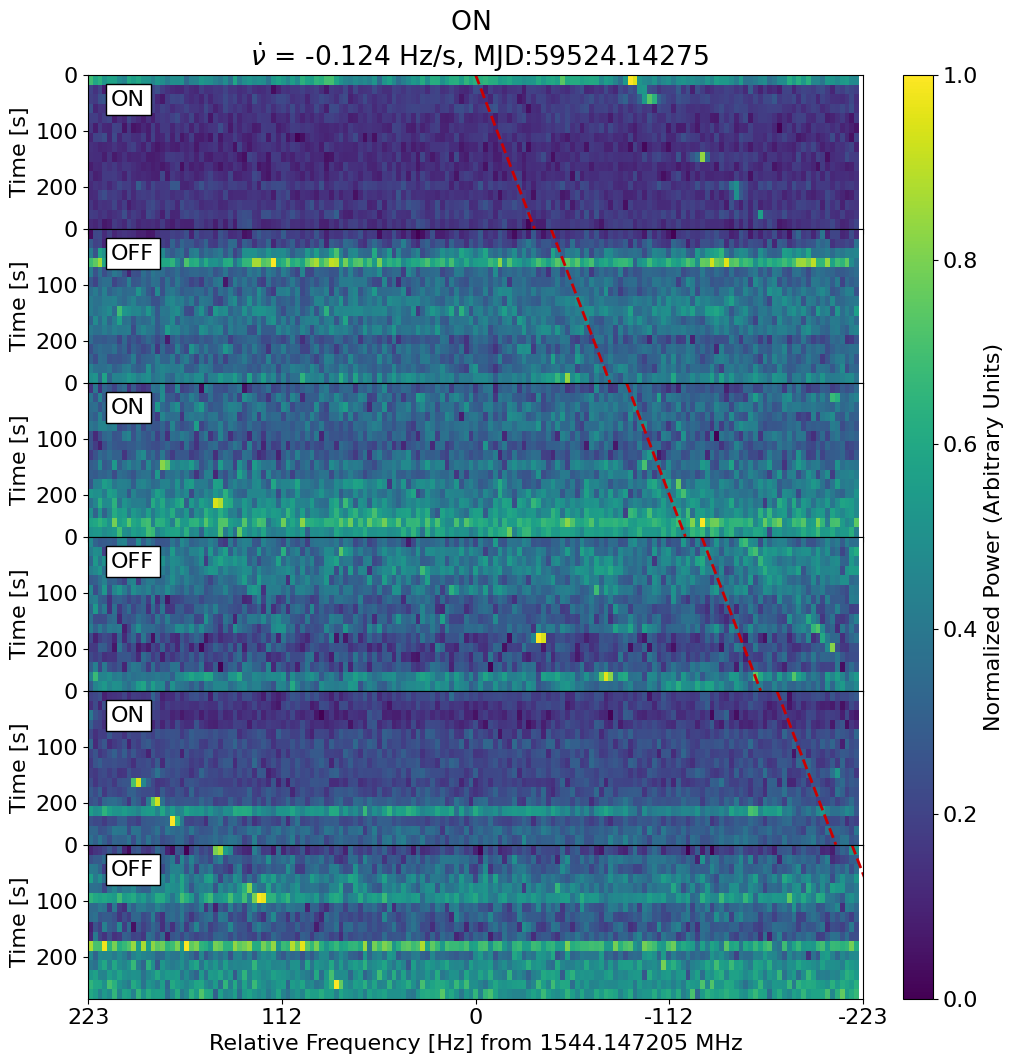 ON
ν̇ = -0.124 Hz/s, MJD:59524.14275
0
100
200
Time [s]
ON
0
100
200
Time [s]
OFF
0
100
200
Time [s]
ON
0
100
200
Time [s]
OFF
0
100
200
Time [s]
ON
0
100
200
Time [s]
OFF
223 112 0 -112 -223
Relative Frequency [Hz] from 1544.147205 MHz
1.0
0.8
0.6
0.4
0.2
0.0
Normalized Power (Arbitrary Units)